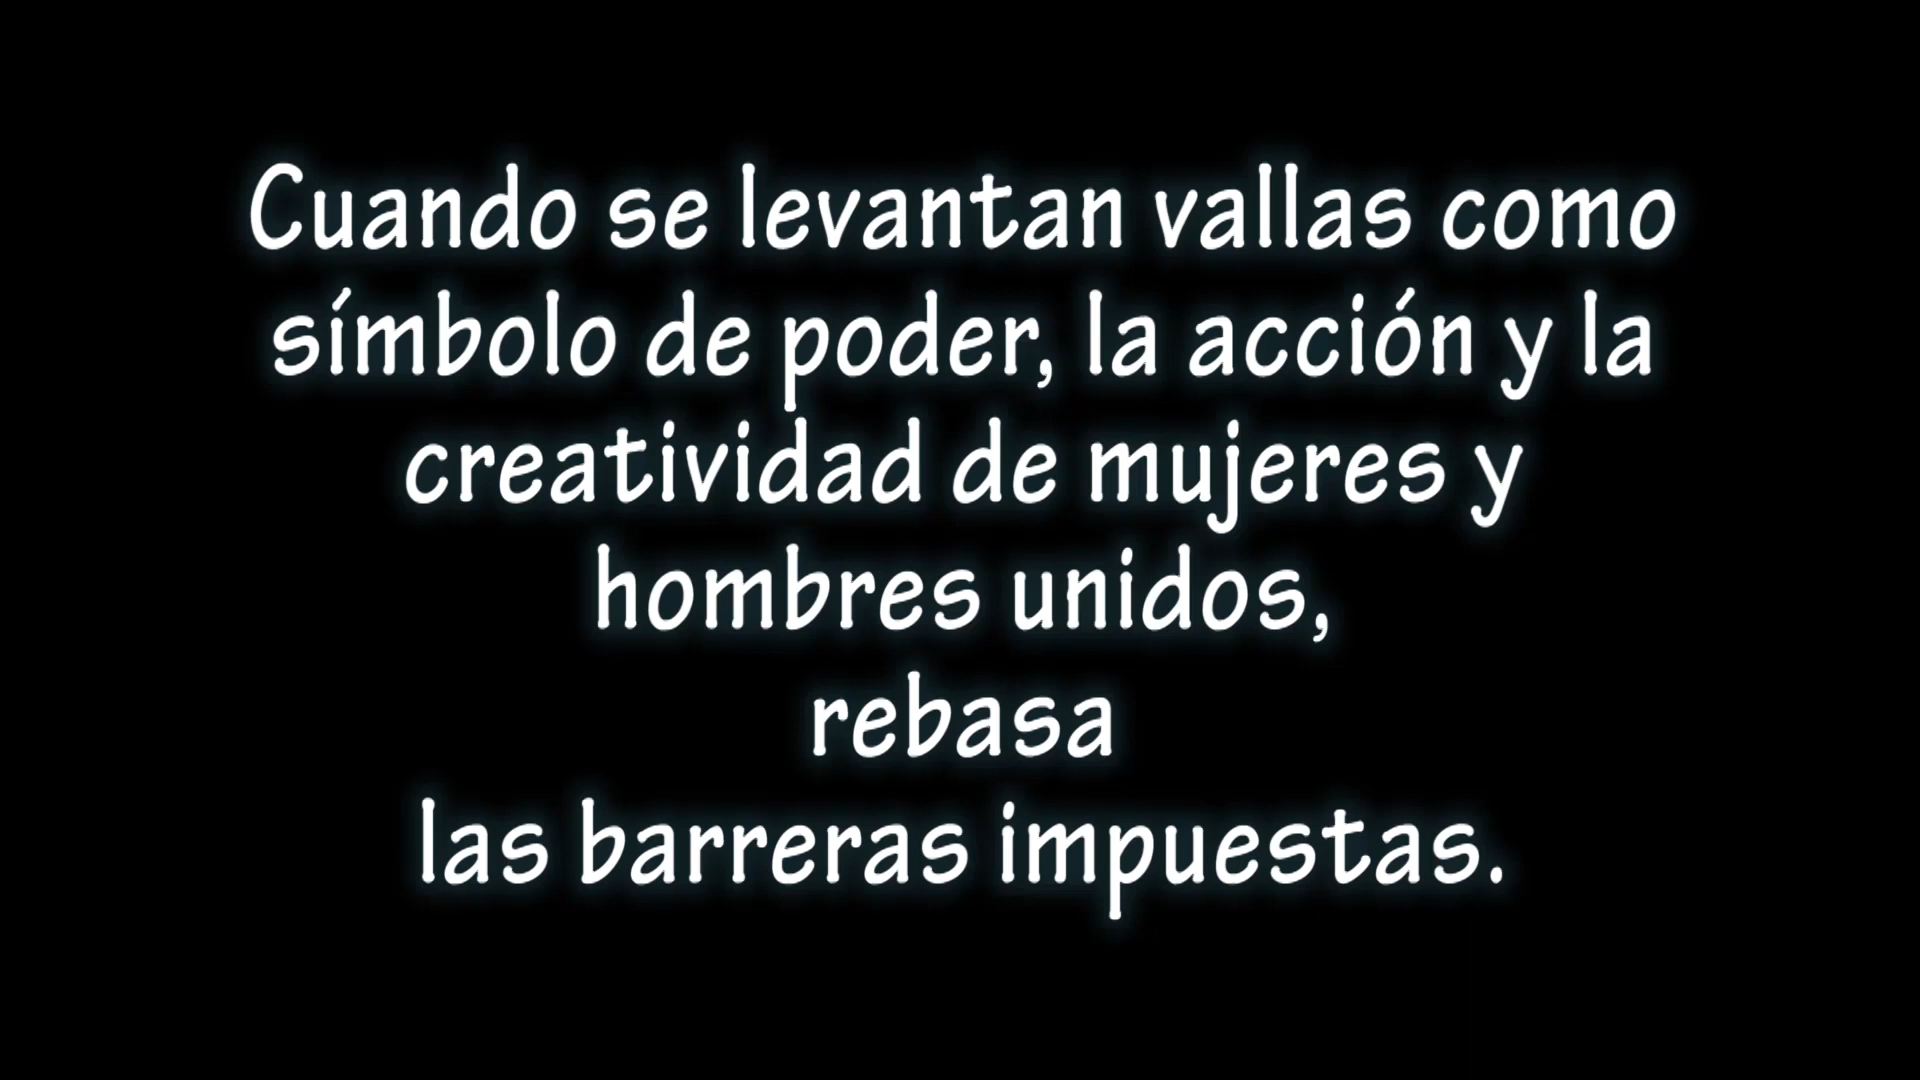 Cuando se levantan vallas como
símbolo de poder, la acción y la
creatividad de mujeres y
hombres unidos,
rebasa
las barreras impuestas.